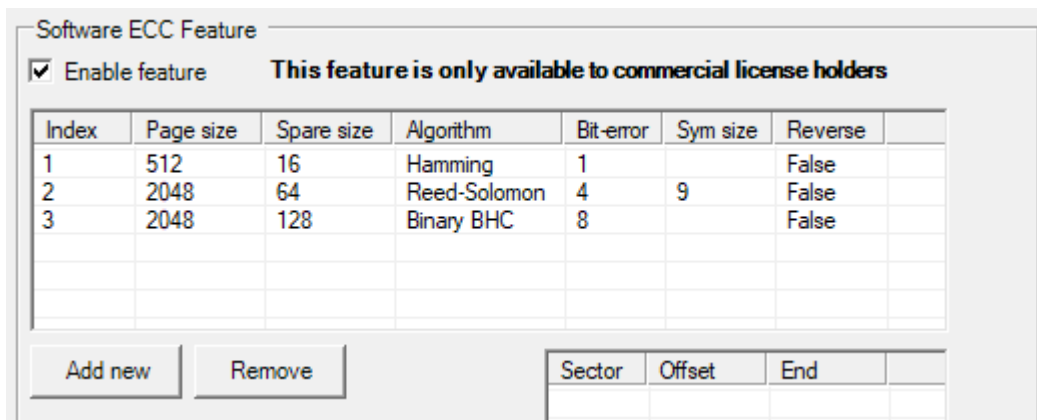 Software ECC Feature
Enable feature This feature is only available to commercial license holders
Index Page size Spare size Algorithm Bit-error Sym size Reverse
1 512 16 Hamming 1 False
2 2048 64 Reed-Solomon 4 9 False
3 2048 128 Binary BHC 8 False
Add new Remove Sector Offset End